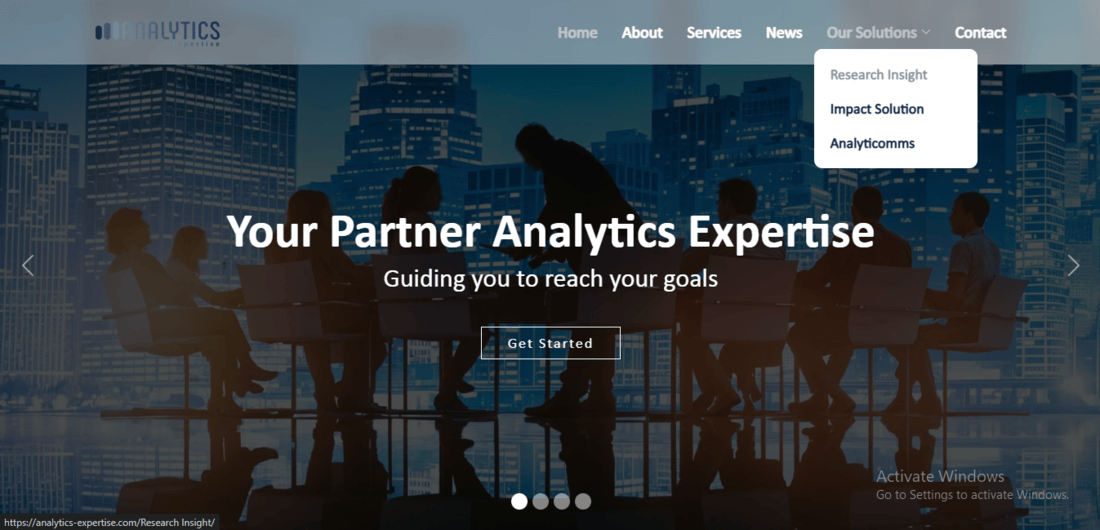 ANALYTICS
Home About Services News Our Solutions Contact
Research Insight
Impact Solution
Analyticomms
Your Partner Analytics Expertise
Guiding you to reach your goals
Get Started
Activate Windows
Go to Settings to activate Windows.
https://analytics-expertise.com/Research Insight/